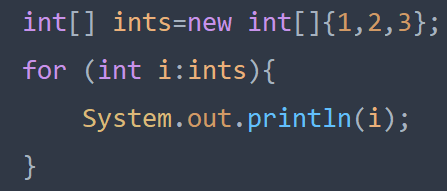 int[] ints=new int[]{1,2,3};
for (int i:ints){
    System.out.println(i);
}